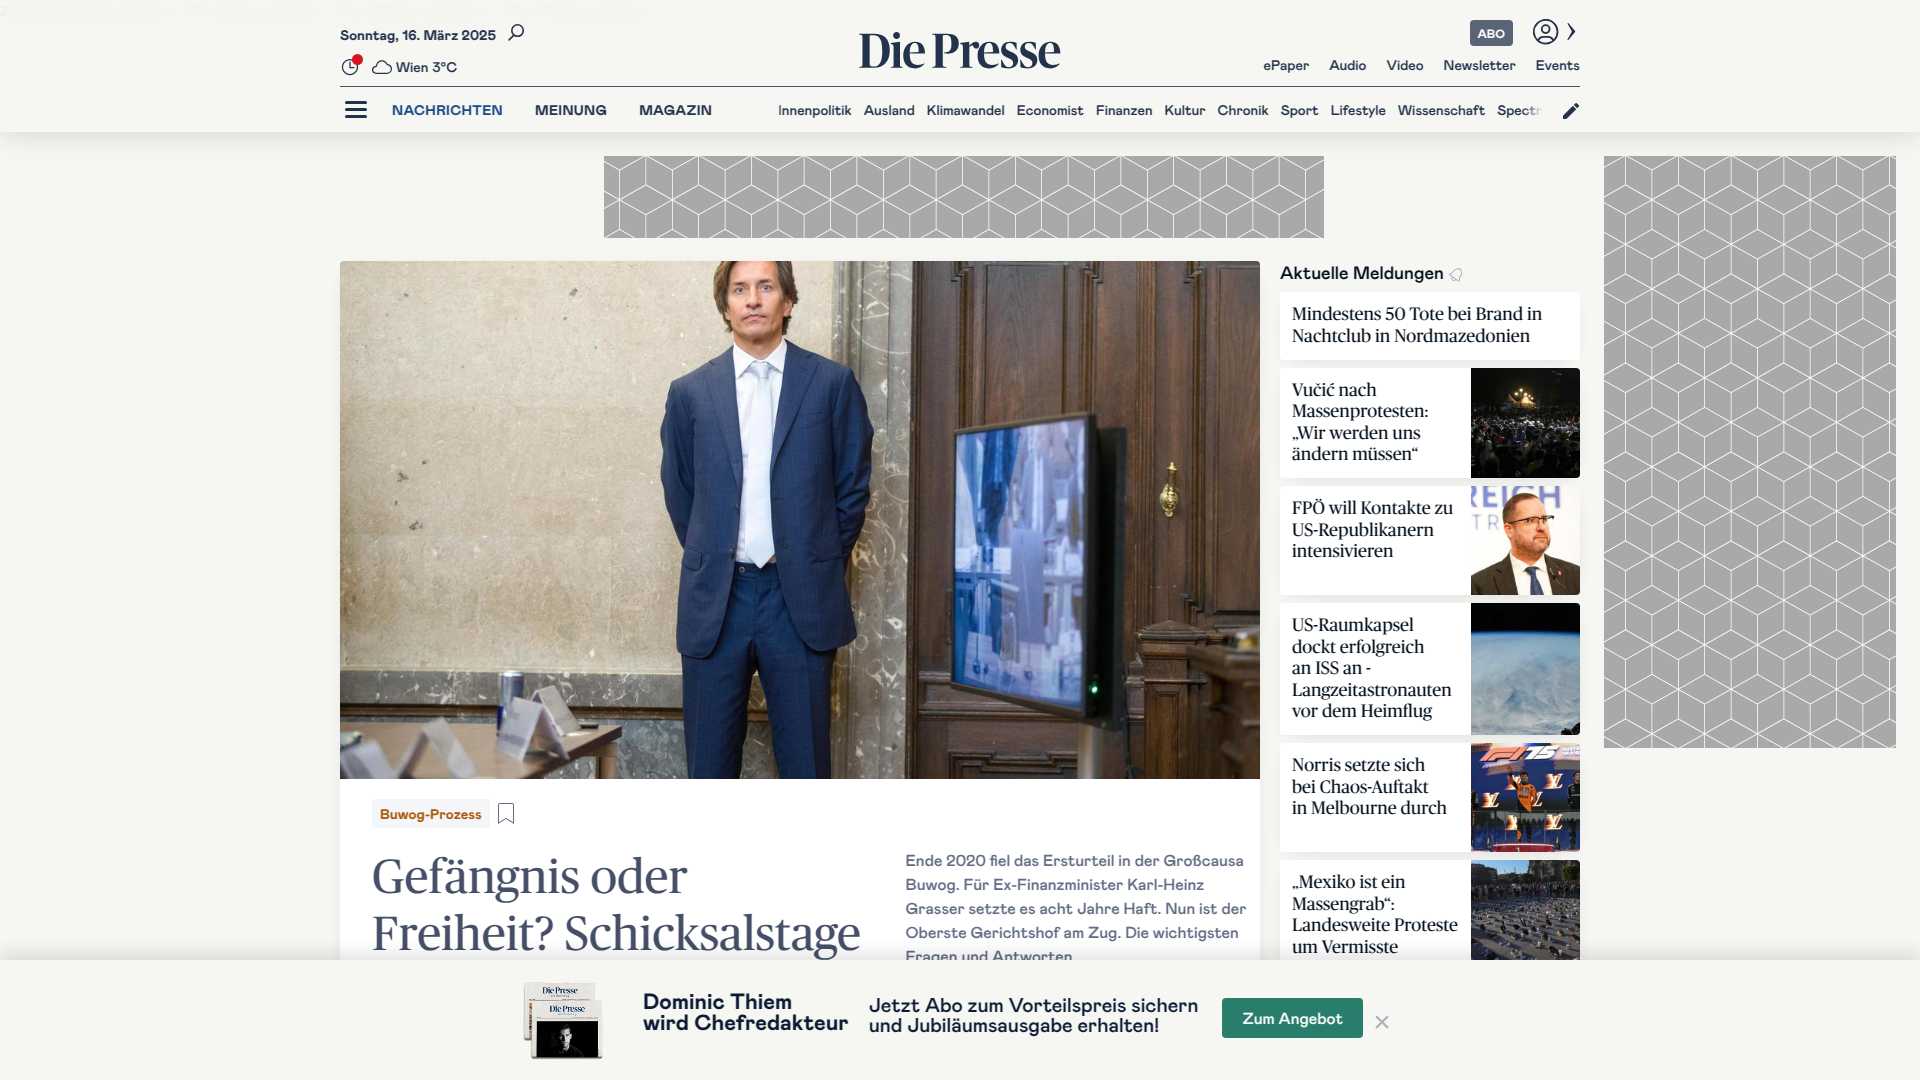 Sonntag, 16. März 2025
Wien 3°C
Die Presse
ABO
ePaper Audio Video Newsletter Events
NACHRICHTEN MEINUNG MAGAZIN
Innenpolitik Ausland Klimawandel Economist Finanzen Kultur Chronik Sport Lifestyle Wissenschaft Spectr
Buwog-Prozess
Gefängnis oder
Freiheit? Schicksalstage
Ende 2020 fiel das Ersturteil in der Großcausa
Buwog. Für Ex-Finanzminister Karl-Heinz
Grasser setzte es acht Jahre Haft. Nun ist der
Oberste Gerichtshof am Zug. Die wichtigsten
Fragen und Antworten
Aktuelle Meldungen
Mindestens 50 Tote bei Brand in
Nachtclub in Nordmazedonien
Vučić nach
Massenprotesten:
„Wir werden uns
ändern müssen“
FPÖ will Kontakte zu
US-Republikanern
intensivieren
REICH
US-Raumkapsel
dockt erfolgreich
an ISS an -
Langzeitastronauten
vor dem Heimflug
Norris setzte sich
bei Chaos-Auftakt
in Melbourne durch
F1 75
„Mexiko ist ein
Massengrab“:
Landesweite Proteste
um Vermisste
Die Presse
Die Presse
Dominic Thiem
wird Chefredakteur
Jetzt Abo zum Vorteilspreis sichern
und Jubiläumsausgabe erhalten!
Zum Angebot